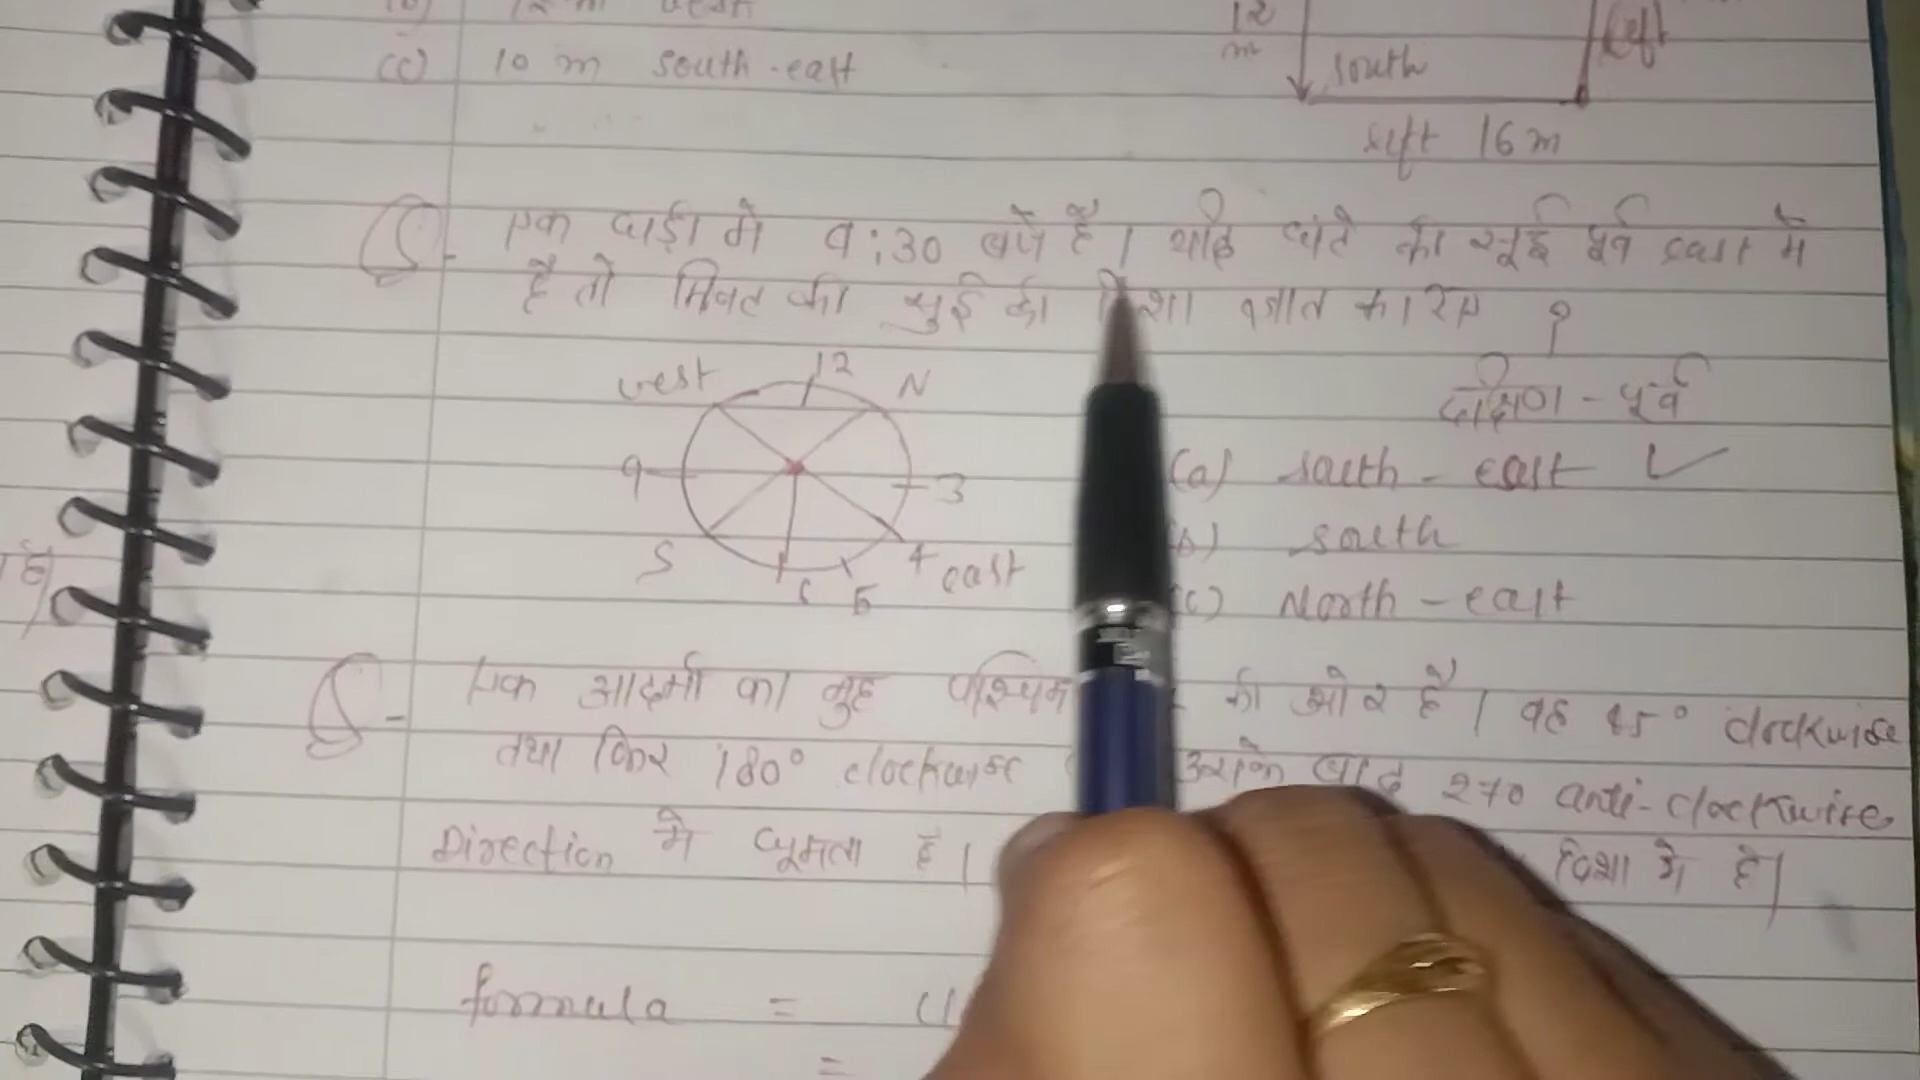 (c) 10 m south-east
12 m
south
left
16 m
Q- एक घड़ी मे 4:30 बजे है। यदि घंटे की सूई पूर्व east में
है तो मिनट की सुई की दिशा ज्ञात करिए ?
west 12 N
दक्षिण - पूर्व
9 3
(a) south - east ✓
S 6 5 4 east
(b) south
(c) North - east
Q- एक आदमी का मुह पश्चिम की ओर है। वह 45° clockwise
तथा फिर 180° clockwise उसके बाद 270 anti-clockwise
Direction मे घूमता है। दिशा मे है।
formula =
=